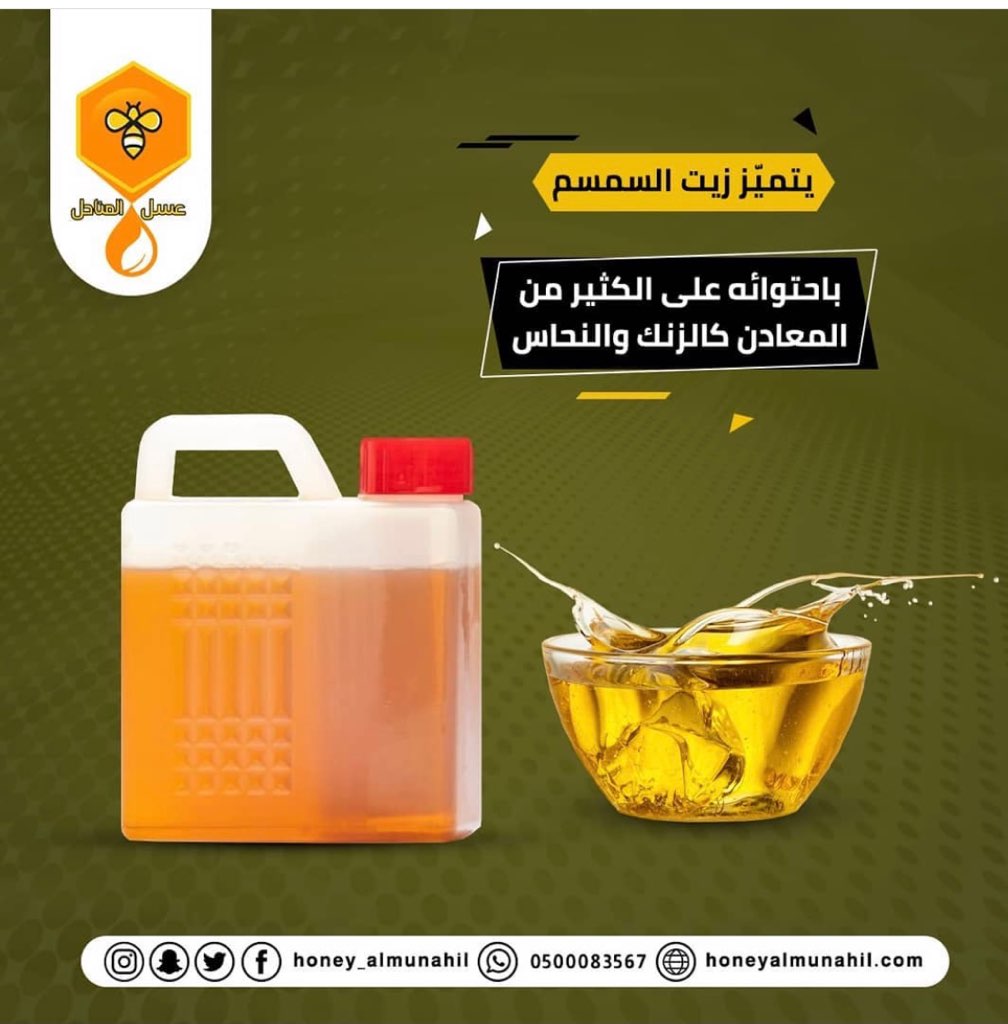 عسل المناحل
يتميّز زيت السمسم
باحتوائه على الكثير من
المعادن كالزنك والنحاس
honey_almunahil 0500083567 honeyalmunahil.com